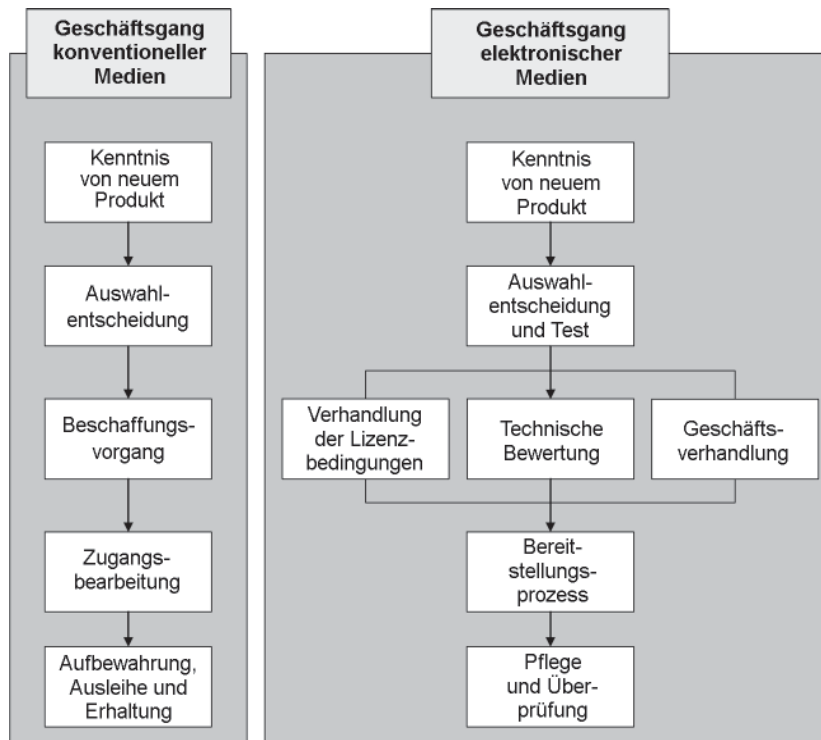 Geschäftsgang
konventioneller
Medien
Kenntnis
von neuem
Produkt
Auswahl-
entscheidung
Beschaffungs-
vorgang
Zugangs-
bearbeitung
Aufbewahrung,
Ausleihe und
Erhaltung
Geschäftsgang
elektronischer
Medien
Kenntnis
von neuem
Produkt
Auswahl-
entscheidung
und Test
Verhandlung
der Lizenz-
bedingungen
Technische
Bewertung
Geschäfts-
verhandlung
Bereit-
stellungs-
prozess
Pflege
und Über-
prüfung